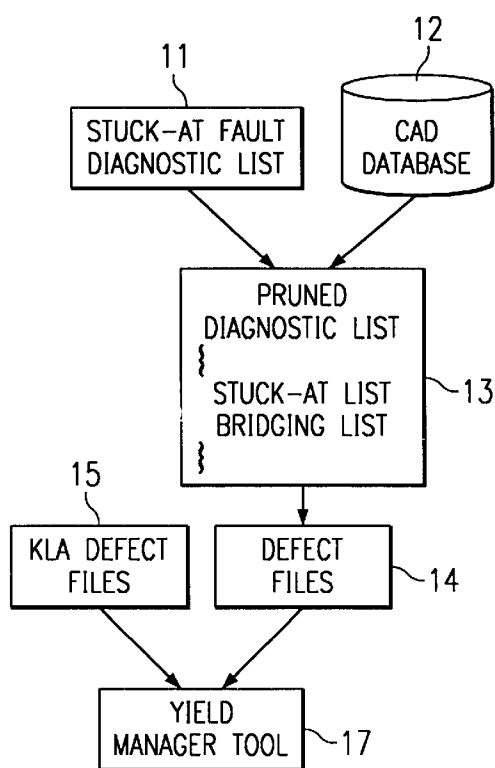 12
11
STUCK-AT FAULT
DIAGNOSTIC LIST
CAD
DATABASE
PRUNED
DIAGNOSTIC LIST
STUCK-AT LIST
BRIDGING LIST
13
15
KLA DEFECT
FILES
DEFECT
FILES
14
YIELD
MANAGER TOOL
17